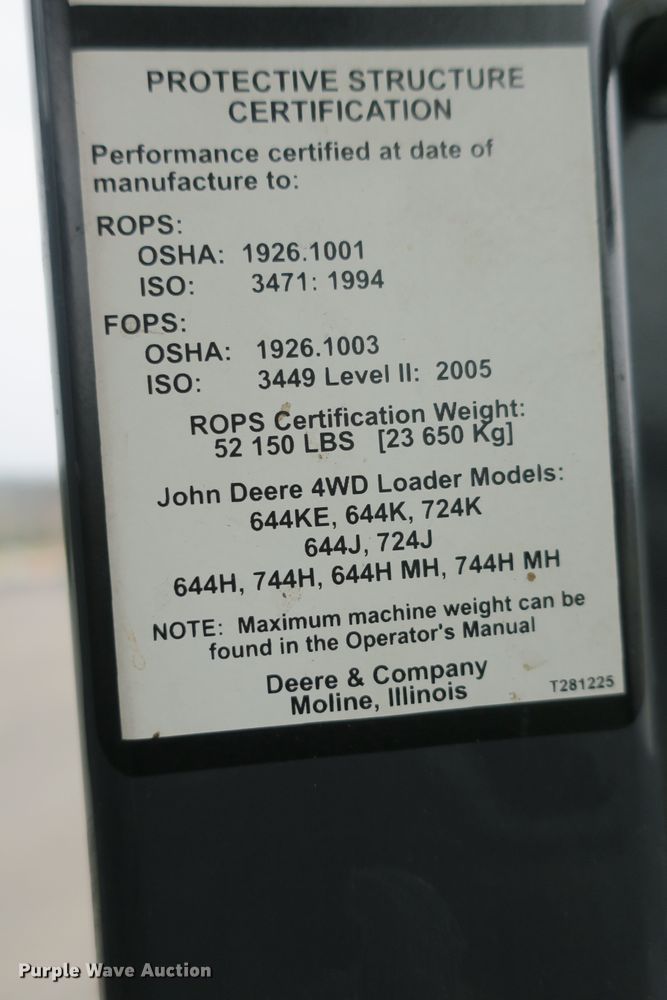 PROTECTIVE STRUCTURE
CERTIFICATION
Performance certified at date of
manufacture to:
ROPS:
OSHA: 1926.1001
ISO: 3471: 1994
FOPS:
OSHA: 1926.1003
ISO: 3449 Level II: 2005
ROPS Certification Weight:
52 150 LBS [23 650 Kg]
John Deere 4WD Loader Models:
644KE, 644K, 724K
644J, 724J
644H, 744H, 644H MH, 744H MH
NOTE: Maximum machine weight can be
found in the Operator's Manual
Deere & Company
Moline, Illinois
T281225
Purple Wave Auction